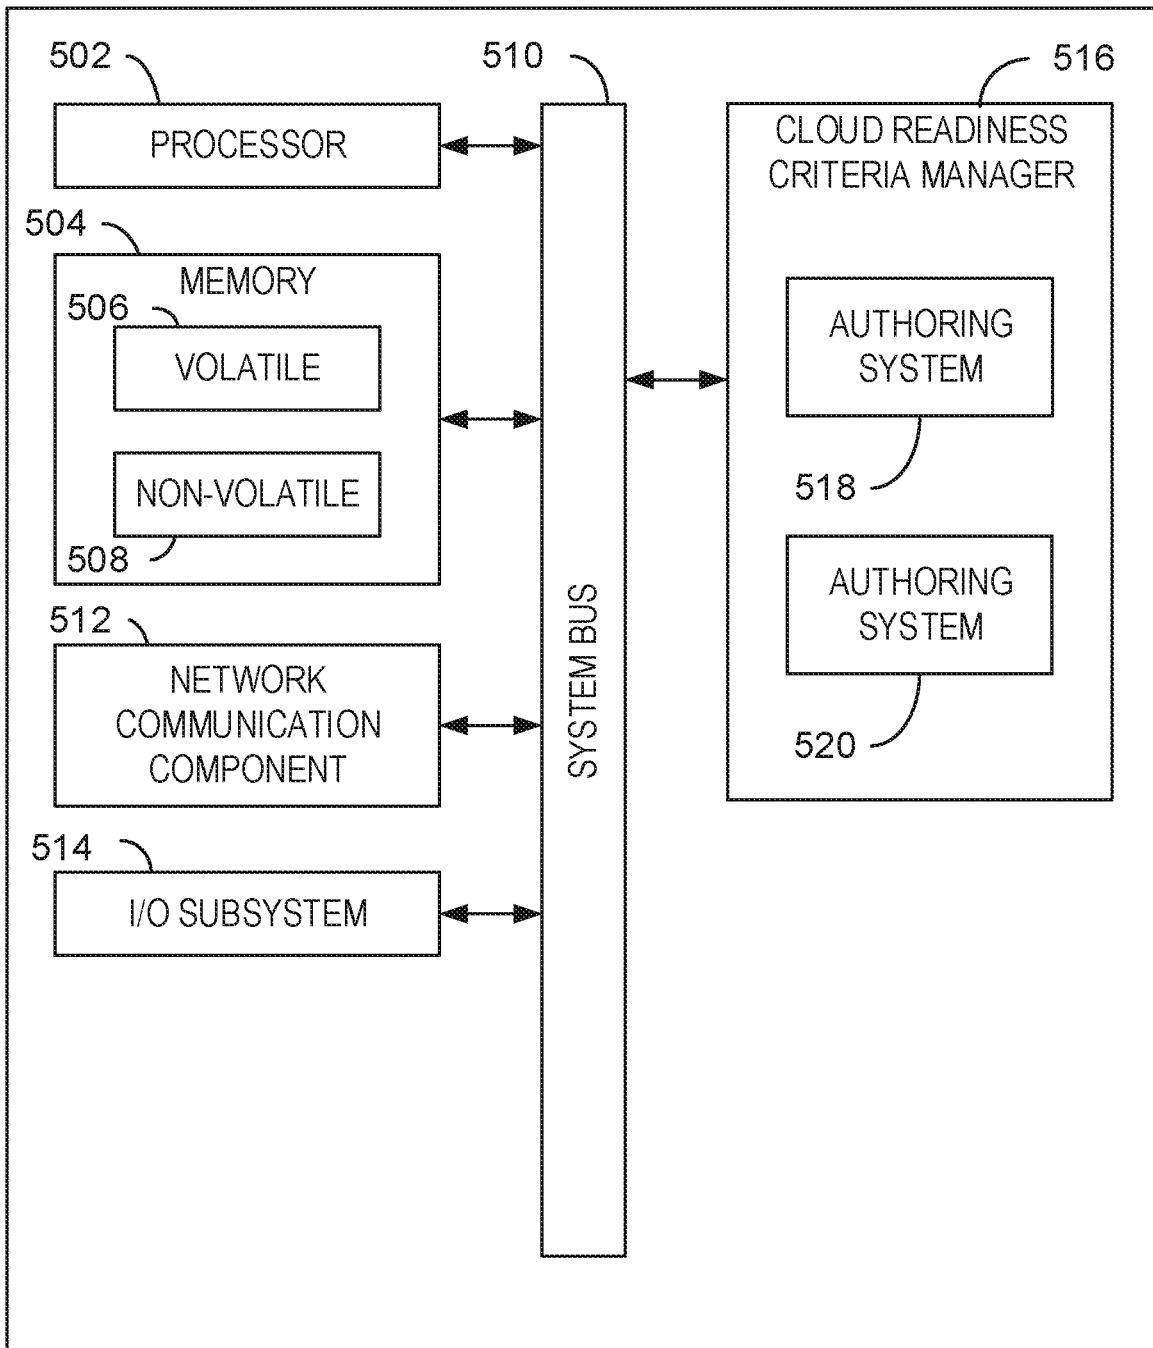 502
PROCESSOR
504
MEMORY
506
VOLATILE
NON-VOLATILE
508
512
NETWORK
COMMUNICATION
COMPONENT
514
I/O SUBSYSTEM
510
SYSTEM BUS
516
CLOUD READINESS
CRITERIA MANAGER
AUTHORING
SYSTEM
518
AUTHORING
SYSTEM
520